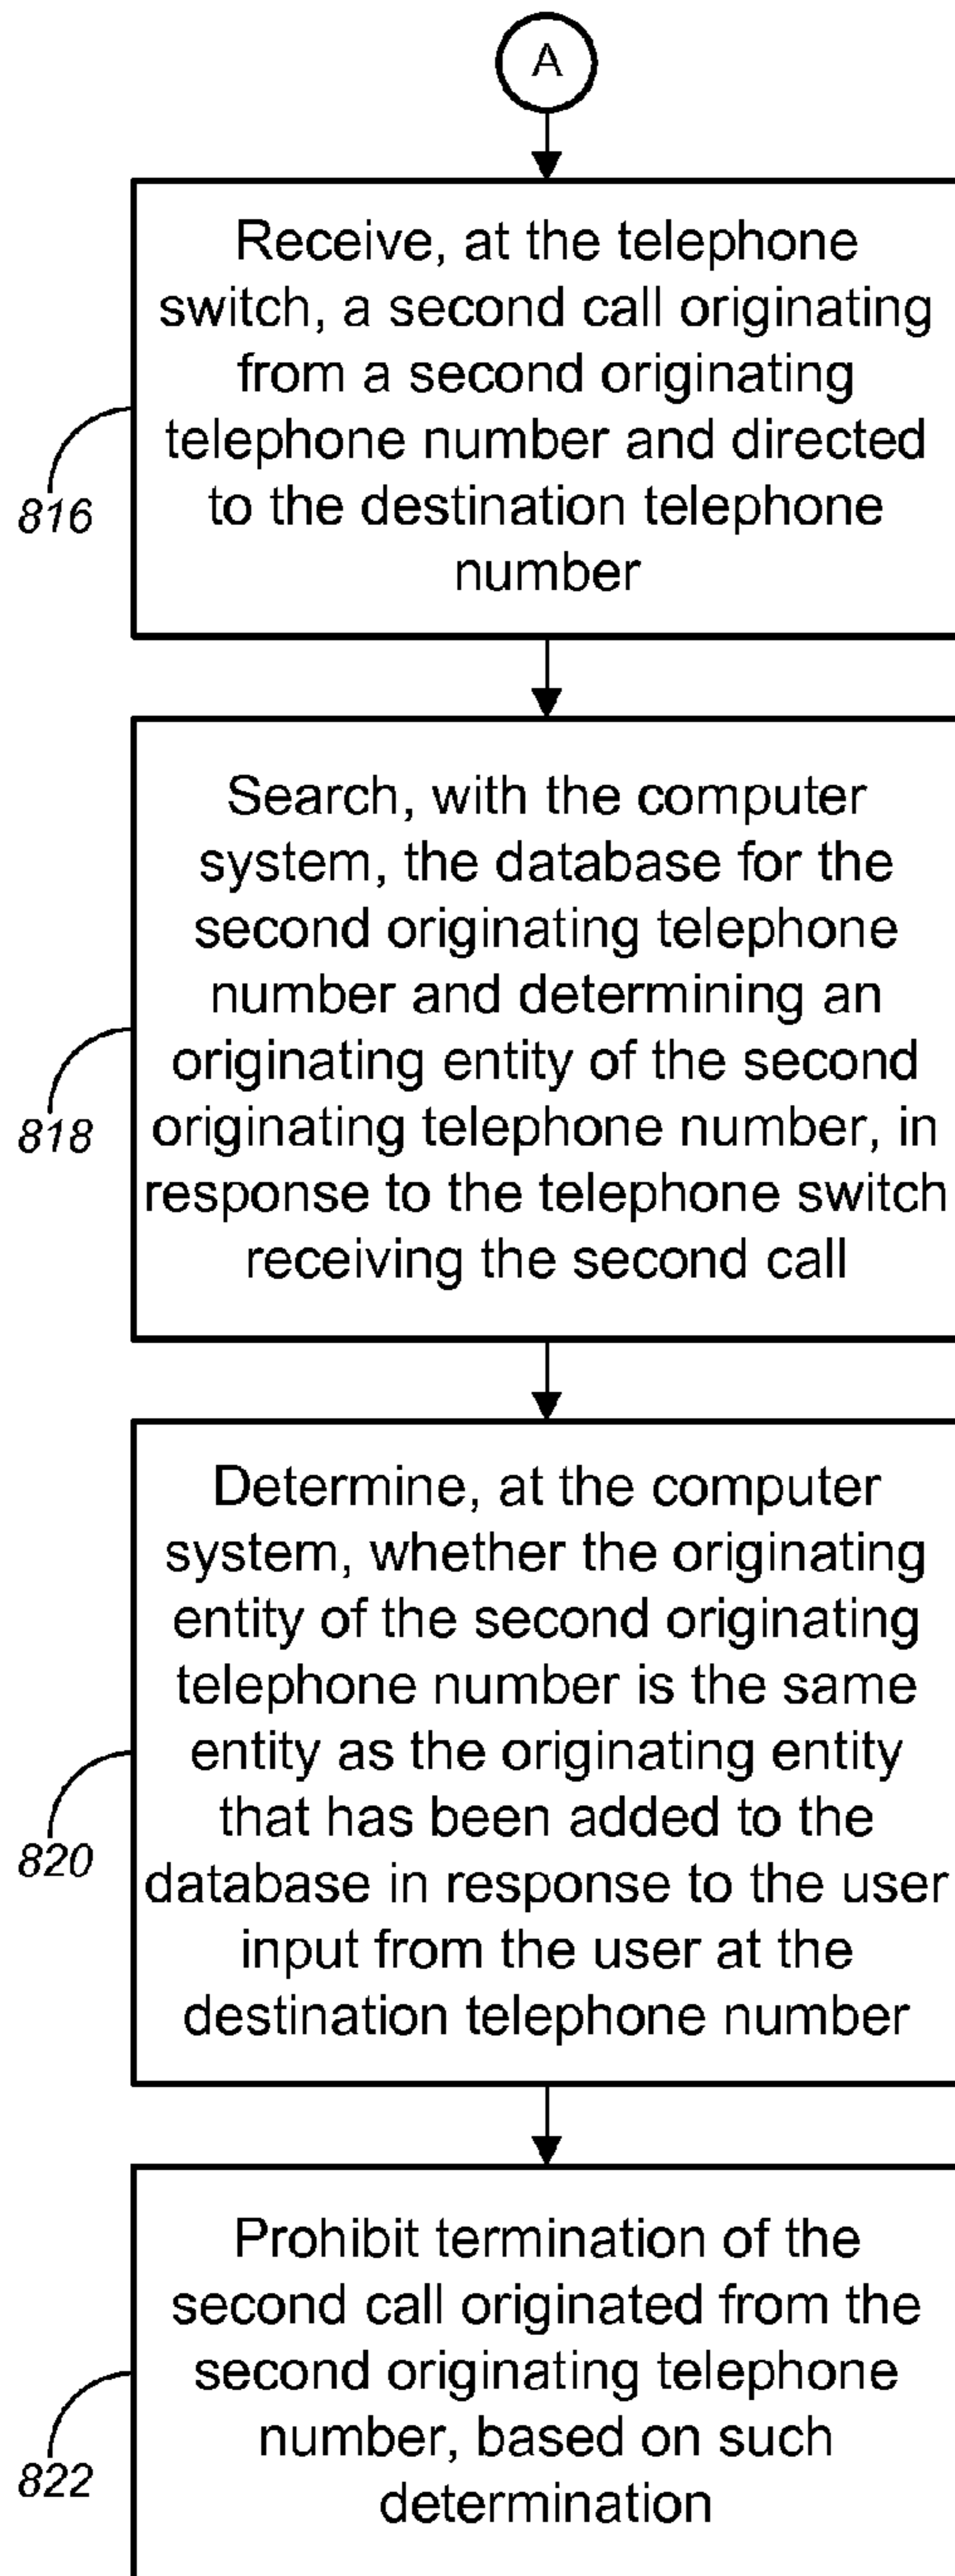 A
Receive, at the telephone
switch, a second call originating
from a second originating
telephone number and directed
to the destination telephone
number
816
Search, with the computer
system, the database for the
second originating telephone
number and determining an
originating entity of the second
originating telephone number, in
response to the telephone switch
receiving the second call
818
Determine, at the computer
system, whether the originating
entity of the second originating
telephone number is the same
entity as the originating entity
that has been added to the
database in response to the user
input from the user at the
destination telephone number
820
Prohibit termination of the
second call originated from the
second originating telephone
number, based on such
determination
822